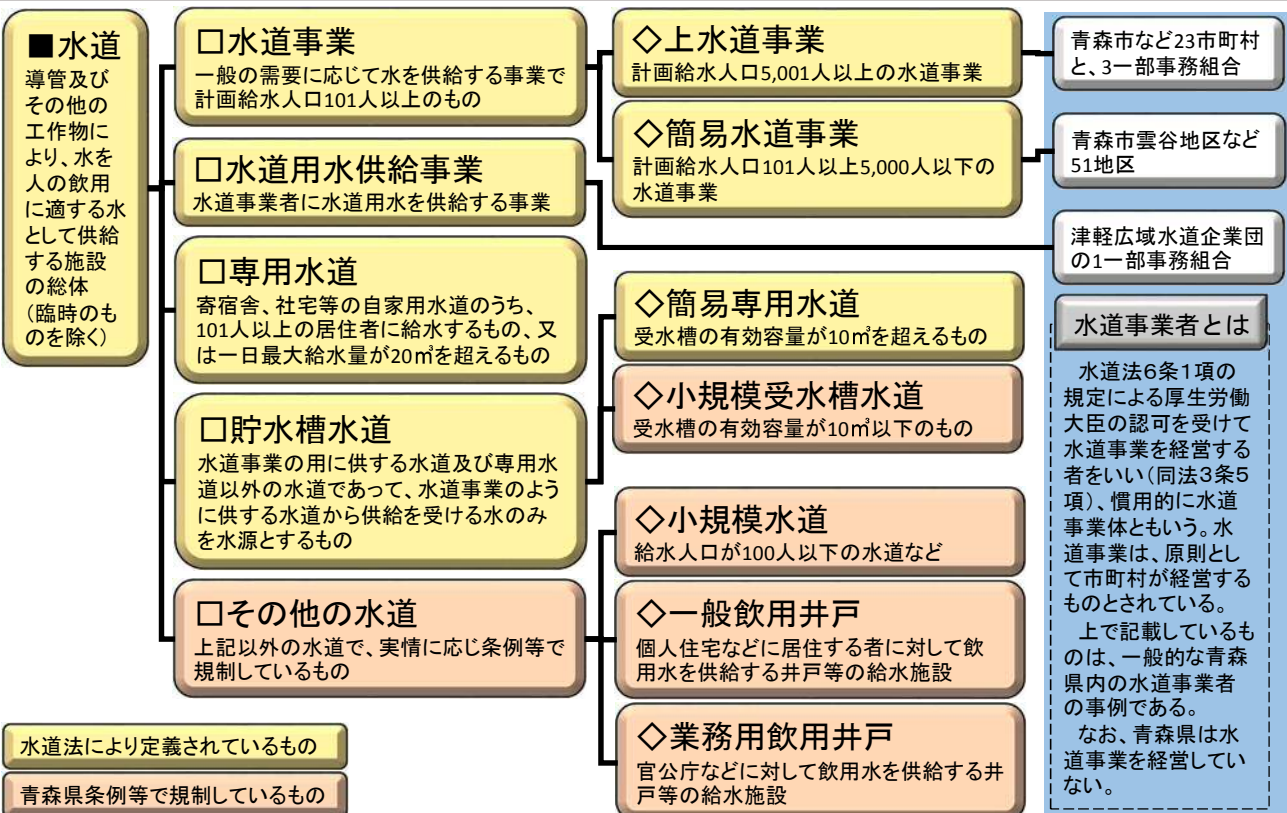 ■水道
導管及び
その他の
工作物に
より、水を
人の飲用
に適する水
として供給
する施設
の総体
(臨時のも
のを除く)
□水道事業
一般の需要に応じて水を供給する事業で
計画給水人口101人以上のもの
□水道用水供給事業
水道事業者に水道用水を供給する事業
□専用水道
寄宿舎、社宅等の自家用水道のうち、
101人以上の居住者に給水するもの、又
は一日最大給水量が20㎥を超えるもの
□貯水槽水道
水道事業の用に供する水道及び専用水
道以外の水道であって、水道事業のよう
に供する水道から供給を受ける水のみ
を水源とするもの
□その他の水道
上記以外の水道で、実情に応じ条例等で
規制しているもの
◇上水道事業
計画給水人口5,001人以上の水道事業
◇簡易水道事業
計画給水人口101人以上5,000人以下の
水道事業
◇簡易専用水道
受水槽の有効容量が10㎥を超えるもの
◇小規模受水槽水道
受水槽の有効容量が10㎥以下のもの
◇小規模水道
給水人口が100人以下の水道など
◇一般飲用井戸
個人住宅などに居住する者に対して飲
用水を供給する井戸等の給水施設
◇業務用飲用井戸
官公庁などに対して飲用水を供給する井
戸等の給水施設
青森市など23市町村
と、3一部事務組合
青森市雲谷地区など
51地区
津軽広域水道企業団
の1一部事務組合
水道事業者とは
水道法6条1項の
規定による厚生労働
大臣の認可を受けて
水道事業を経営する
者をいい(同法3条5
項)、慣用的に水道
事業体ともいう。水
道事業は、原則とし
て市町村が経営する
ものとされている。
上で記載しているも
のは、一般的な青森
県内の水道事業者
の事例である。
なお、青森県は水
道事業を経営してい
ない。
水道法により定義されているもの
青森県条例等で規制しているもの